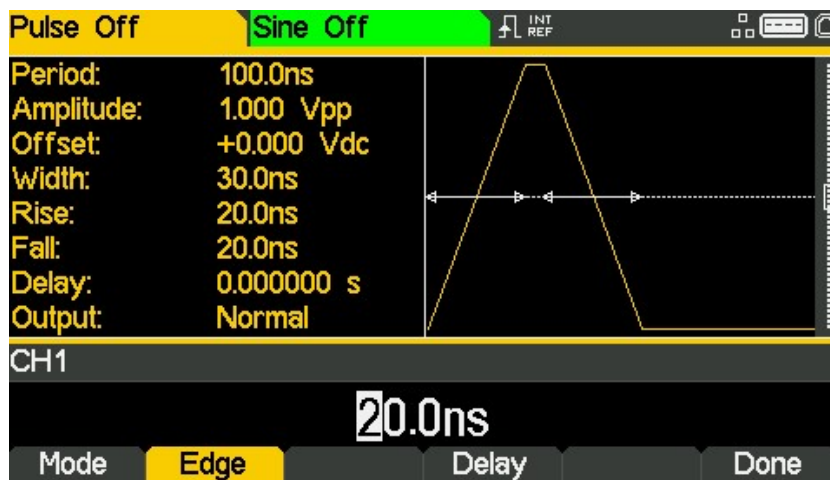 Pulse Off Sine Off INT REF
Period: 100.0ns
Amplitude: 1.000 Vpp
Offset: +0.000 Vdc
Width: 30.0ns
Rise: 20.0ns
Fall: 20.0ns
Delay: 0.000000 s
Output: Normal
CH1
20.0ns
Mode Edge Delay Done